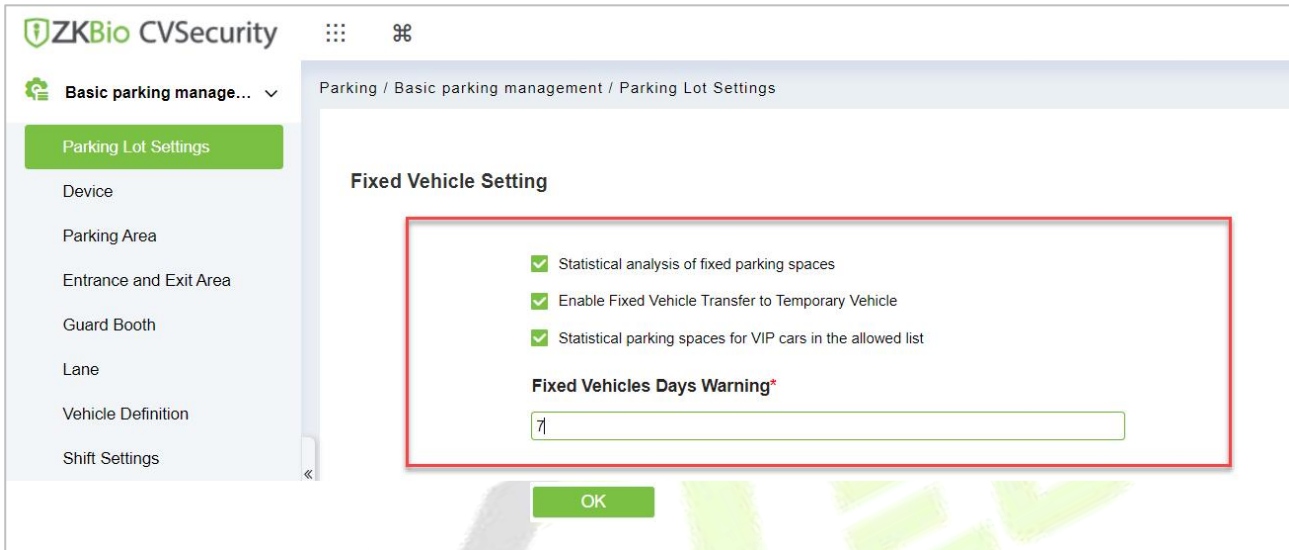 ZKBio CVSecurity
Basic parking manage...
Parking Lot Settings
Device
Parking Area
Entrance and Exit Area
Guard Booth
Lane
Vehicle Definition
Shift Settings
Parking / Basic parking management / Parking Lot Settings
Fixed Vehicle Setting
Statistical analysis of fixed parking spaces
Enable Fixed Vehicle Transfer to Temporary Vehicle
Statistical parking spaces for VIP cars in the allowed list
Fixed Vehicles Days Warning*
7
OK